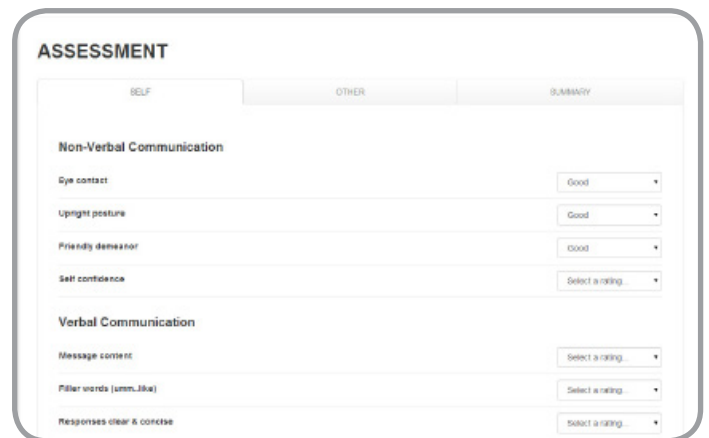 ASSESSMENT
SELF OTHER SUMMARY
Non-Verbal Communication
Eye contact Good
Upright posture Good
Friendly demeanor Good
Self confidence Select a rating...
Verbal Communication
Message content Select a rating...
Filler words (umm..like) Select a rating...
Responses clear & concise Select a rating...